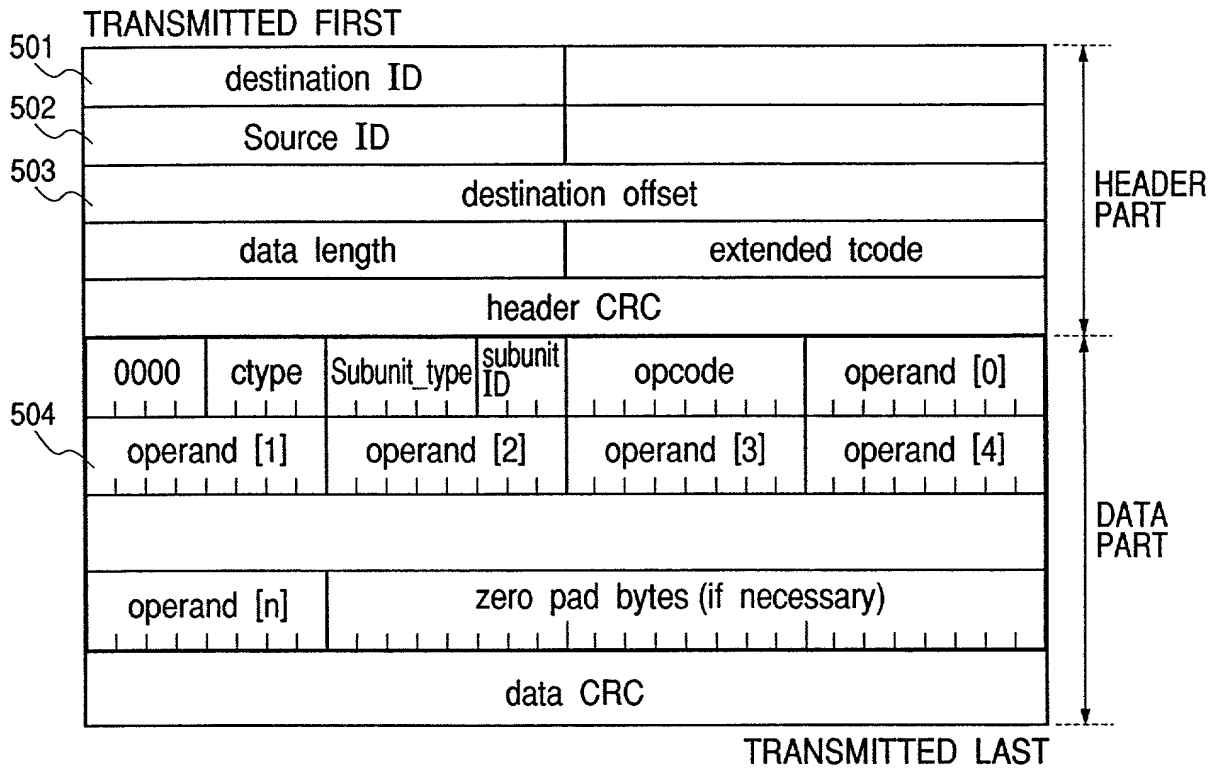 TRANSMITTED FIRST
501
destination ID
502
Source ID
503
destination offset
HEADER
PART
data length
extended tcode
header CRC
0000
ctype
Subunit_type
subunit
ID
opcode
operand [0]
504
operand [1]
operand [2]
operand [3]
operand [4]
DATA
PART
operand [n]
zero pad bytes (if necessary)
data CRC
TRANSMITTED LAST